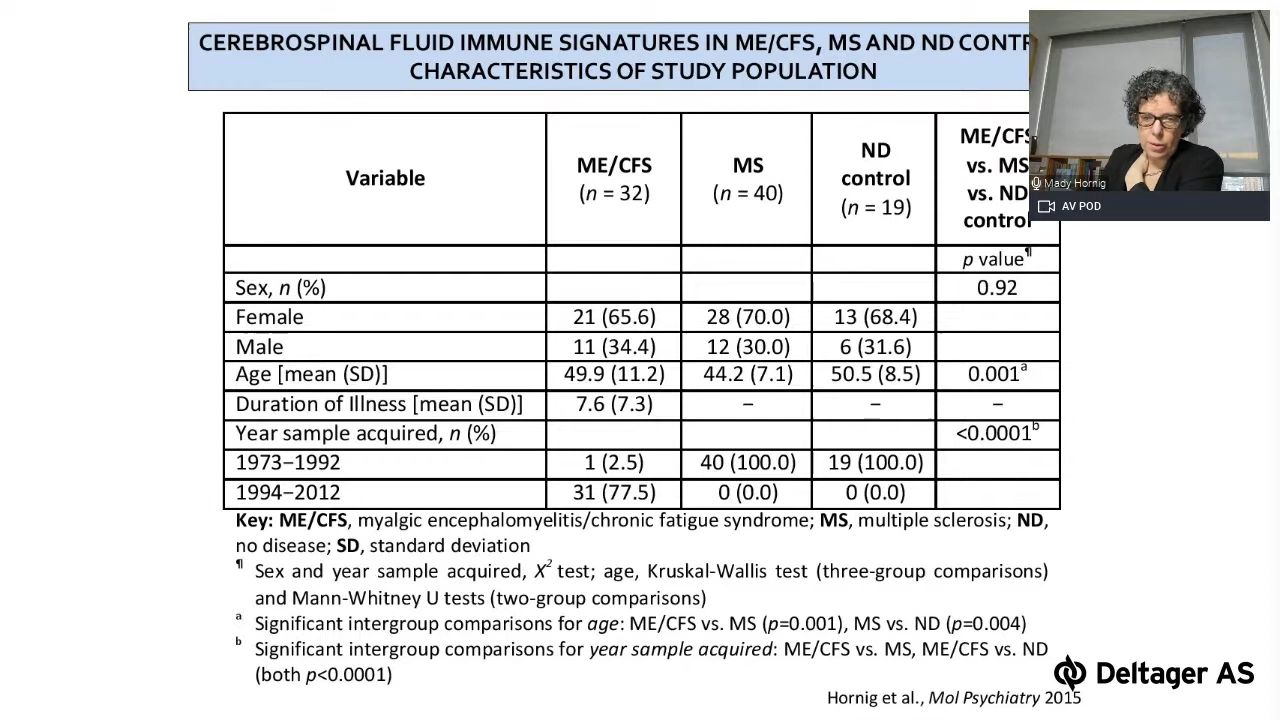 CEREBROSPINAL FLUID IMMUNE SIGNATURES IN ME/CFS, MS AND ND CONTR
CHARACTERISTICS OF STUDY POPULATION
Variable
ME/CFS
(n = 32)
MS
(n = 40)
ND
control
(n = 19)
ME/CFS
vs. MS
vs. ND
control
p value¶
Sex, n (%) 0.92
Female 21 (65.6) 28 (70.0) 13 (68.4)
Male 11 (34.4) 12 (30.0) 6 (31.6)
Age [mean (SD)] 49.9 (11.2) 44.2 (7.1) 50.5 (8.5) 0.001a
Duration of Illness [mean (SD)] 7.6 (7.3) – – –
Year sample acquired, n (%) <0.0001b
1973–1992 1 (2.5) 40 (100.0) 19 (100.0)
1994–2012 31 (77.5) 0 (0.0) 0 (0.0)
Key: ME/CFS, myalgic encephalomyelitis/chronic fatigue syndrome; MS, multiple sclerosis; ND,
no disease; SD, standard deviation
¶ Sex and year sample acquired, X² test; age, Kruskal-Wallis test (three-group comparisons)
and Mann-Whitney U tests (two-group comparisons)
a Significant intergroup comparisons for age: ME/CFS vs. MS (p=0.001), MS vs. ND (p=0.004)
b Significant intergroup comparisons for year sample acquired: ME/CFS vs. MS, ME/CFS vs. ND
(both p<0.0001)
Hornig et al., Mol Psychiatry 2015
Mady Hornig
AV POD
Deltager AS